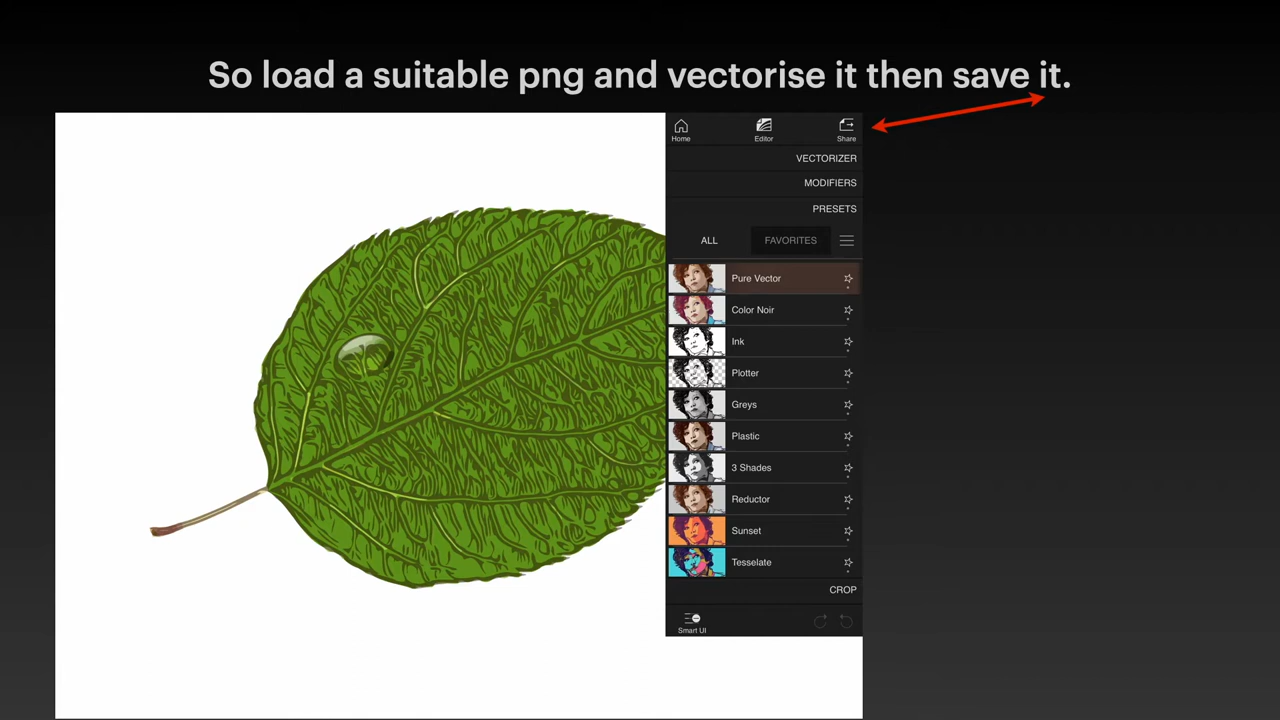 So load a suitable png and vectorise it then save it.
Home Editor Share
VECTORIZER
MODIFIERS
PRESETS
ALL FAVORITES
Pure Vector
Color Noir
Ink
Plotter
Greys
Plastic
3 Shades
Reductor
Sunset
Tesselate
CROP
Smart UI